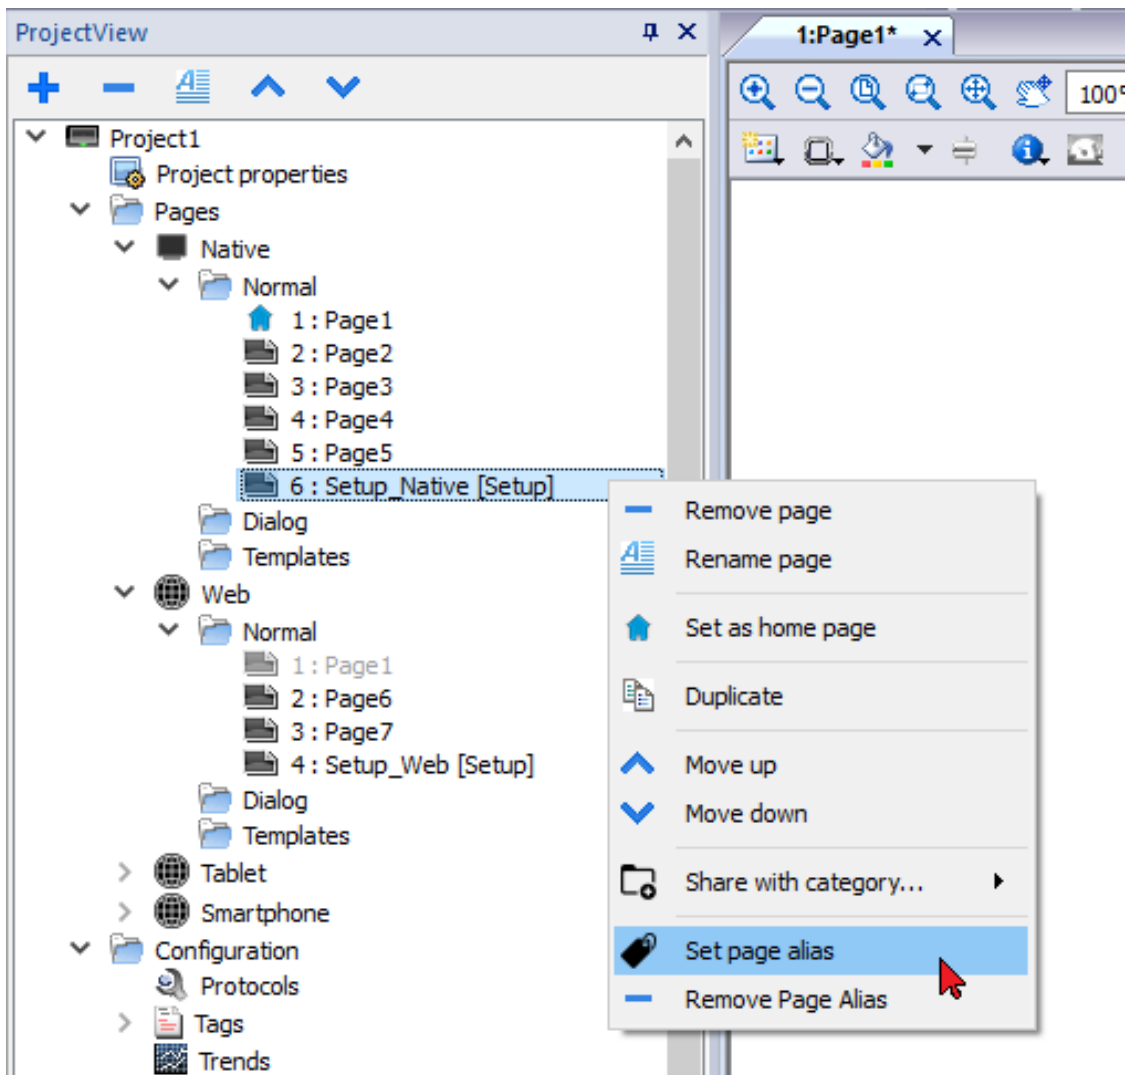 ProjectView
1:Page1*
100%
Project1
Project properties
Pages
Native
Normal
1 : Page1
2 : Page2
3 : Page3
4 : Page4
5 : Page5
6 : Setup_Native [Setup]
Dialog
Templates
Web
Normal
1 : Page1
2 : Page6
3 : Page7
4 : Setup_Web [Setup]
Dialog
Templates
Tablet
Smartphone
Configuration
Protocols
Tags
Trends
Remove page
Rename page
Set as home page
Duplicate
Move up
Move down
Share with category...
Set page alias
Remove Page Alias